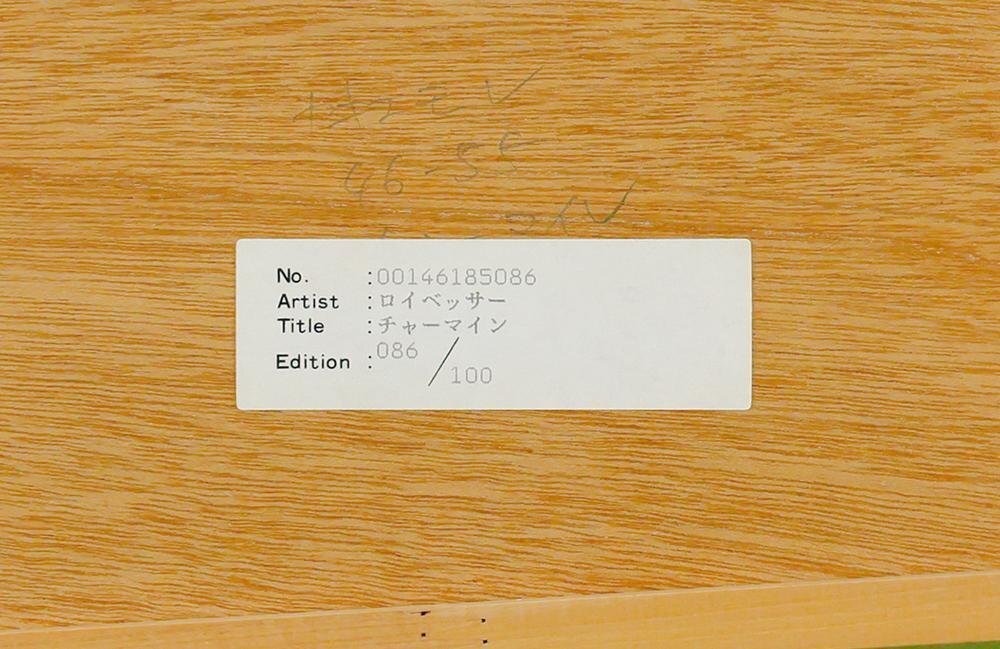 46-55
No. :00146185086
Artist :ロイベッサー
Title :チャーマイン
Edition :086/100